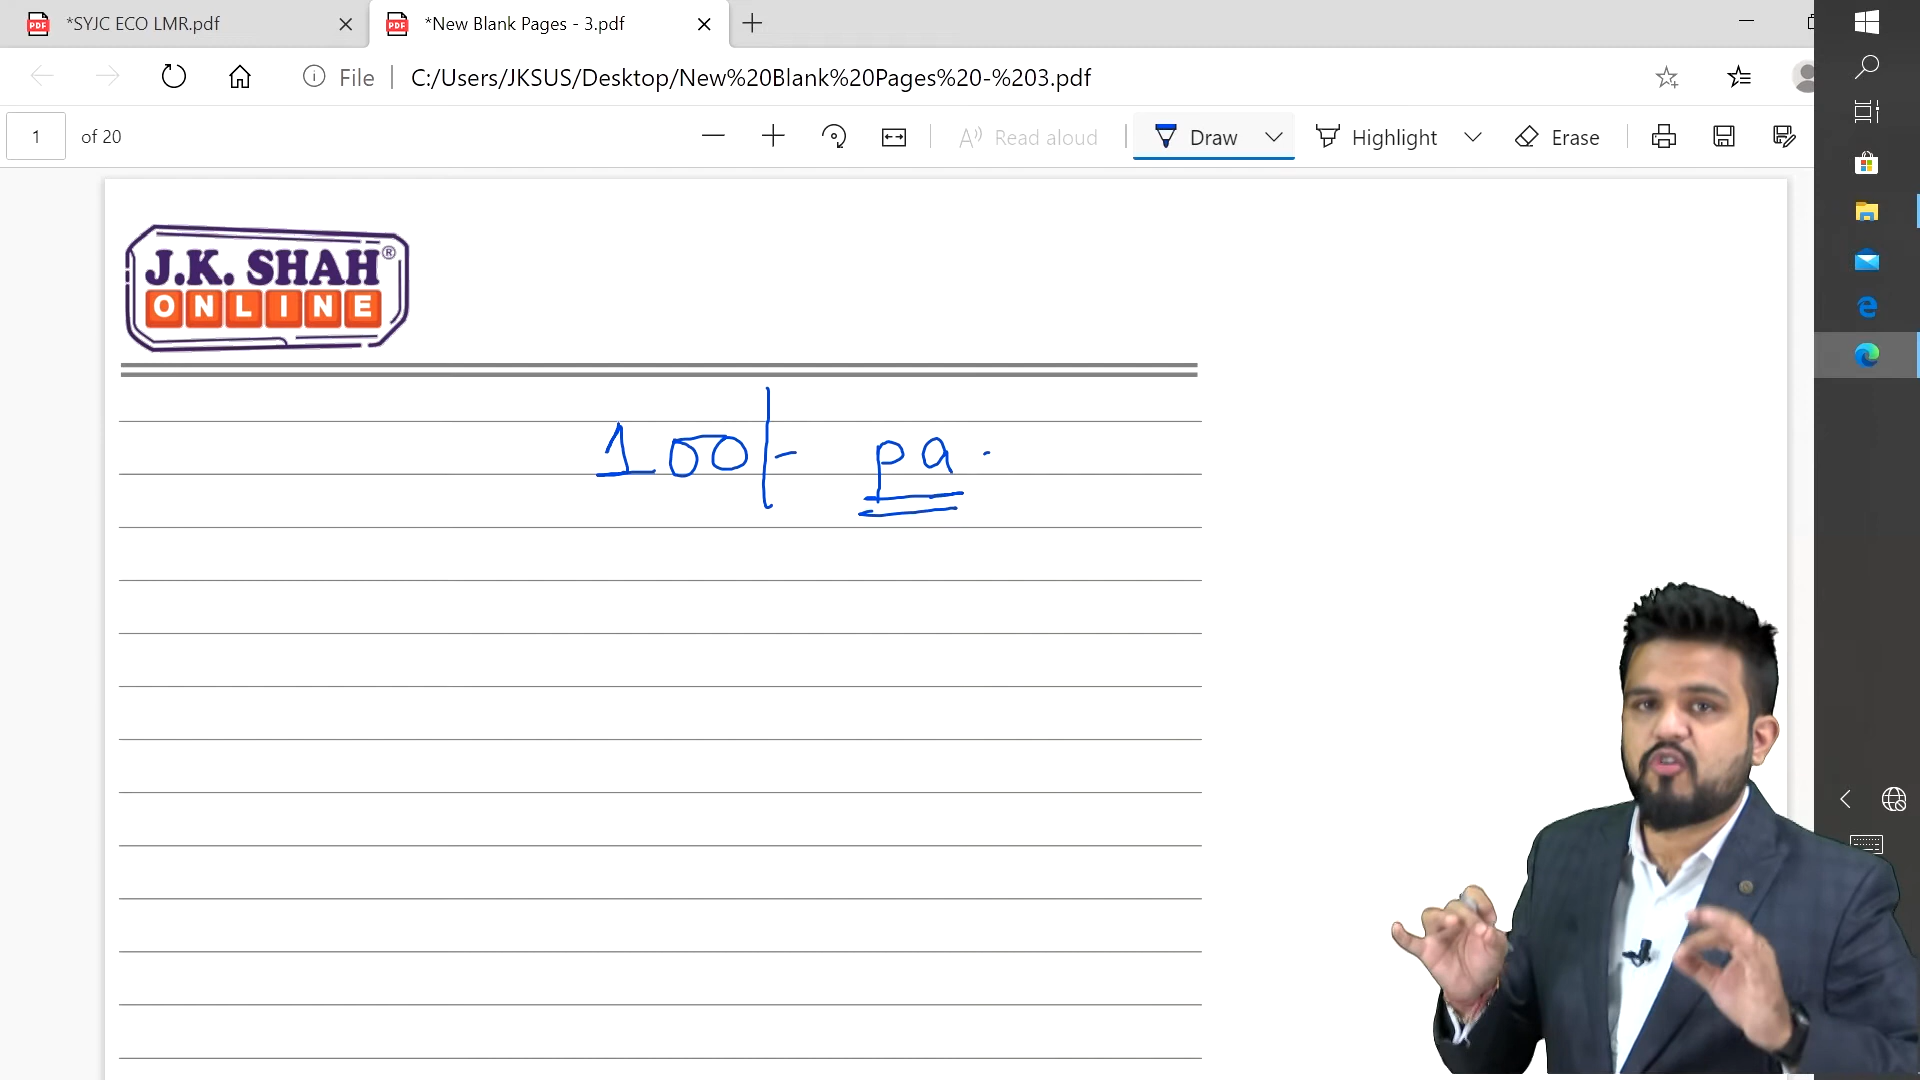 *SYJC ECO LMR.pdf
*New Blank Pages - 3.pdf
File
C:/Users/JKSUS/Desktop/New%20Blank%20Pages%20-%203.pdf
1 of 20
Read aloud
Draw
Highlight
Erase
J.K. SHAH®
ONLINE
100/- pa.